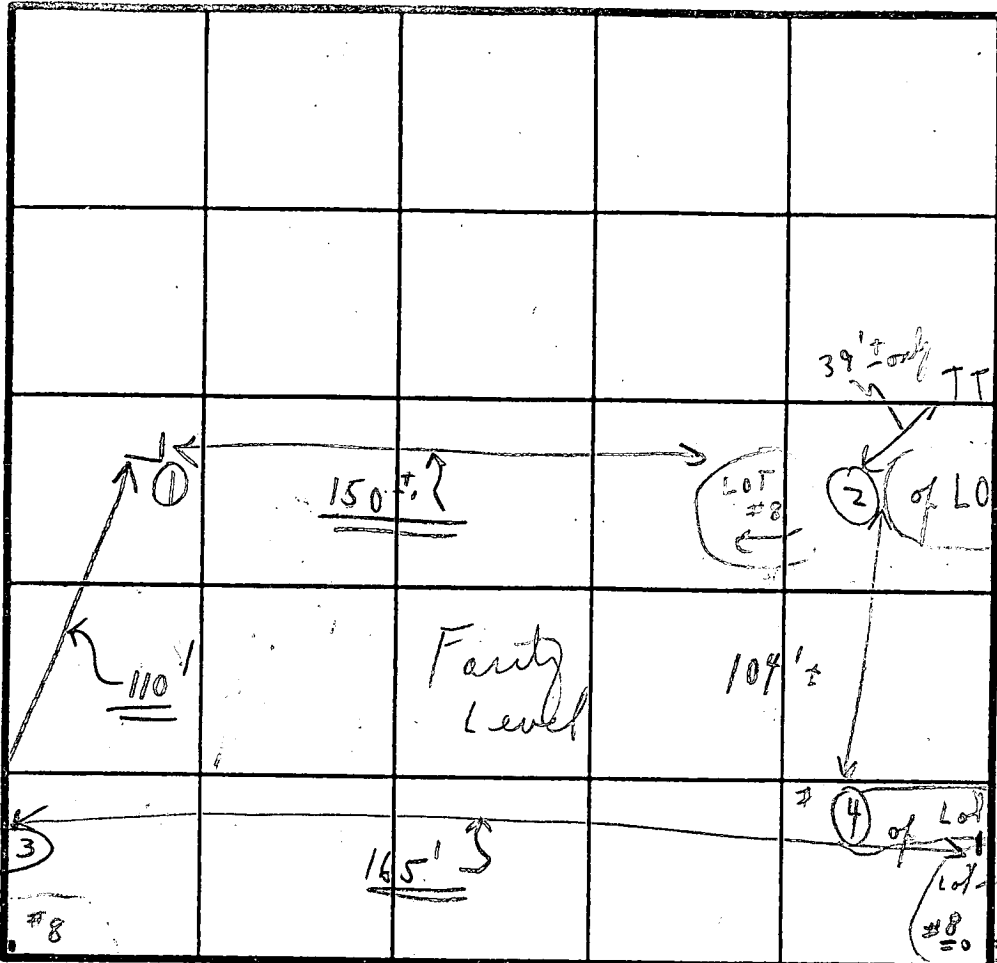 39' ± only
TT
1
150 ±
LOT
#8
2
of LO
110'
Farity
Level
104' ±
3
165'
#
4
of Lot
Lot-
#8
#8